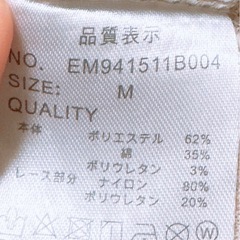 品質表示
NO. EM941511B004
SIZE: M
QUALITY
本体
ポリエステル 62%
綿 35%
ポリウレタン 3%
レース部分 ナイロン 80%
ポリウレタン 20%